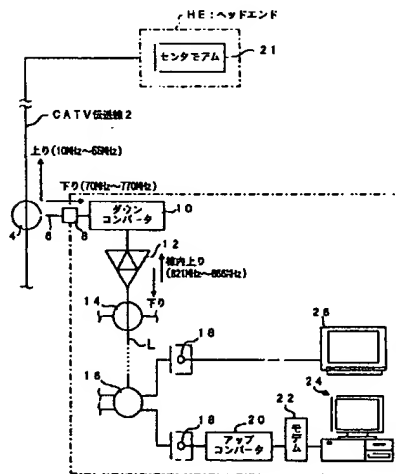 HE:ヘッドエンド
センタモデム
21
CATV伝送線2
上り(10MHz~55MHz)
下り(70MHz~770MHz)
10
ダウン
コンバータ
4
6
8
12
棟内上り
下り
14
18
26
L
16
18
20
22
24
アップ
コンバータ
モデム